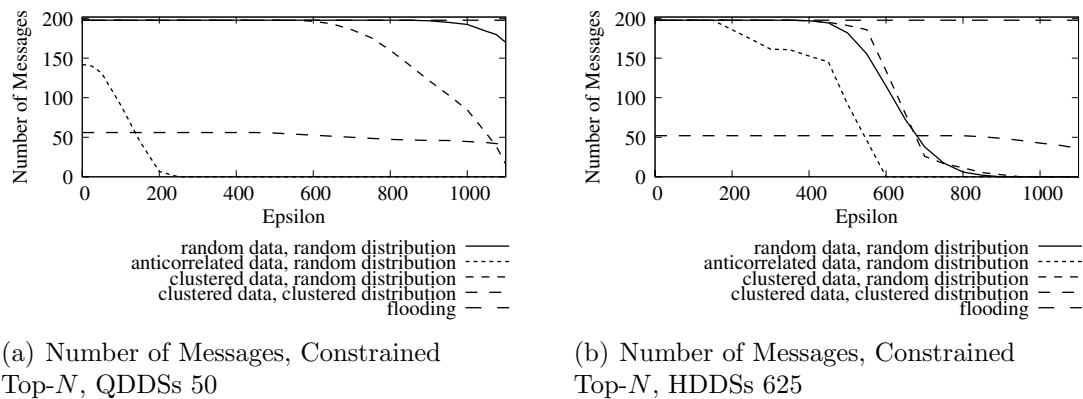 Number of Messages
200
150
100
50
0
0 200 400 600 800 1000
Epsilon
random data, random distribution
anticorrelated data, random distribution
clustered data, random distribution
clustered data, clustered distribution
flooding
(a) Number of Messages, Constrained
Top-N, QDDSs 50
Number of Messages
200
150
100
50
0
0 200 400 600 800 1000
Epsilon
random data, random distribution
anticorrelated data, random distribution
clustered data, random distribution
clustered data, clustered distribution
flooding
(b) Number of Messages, Constrained
Top-N, HDDSs 625